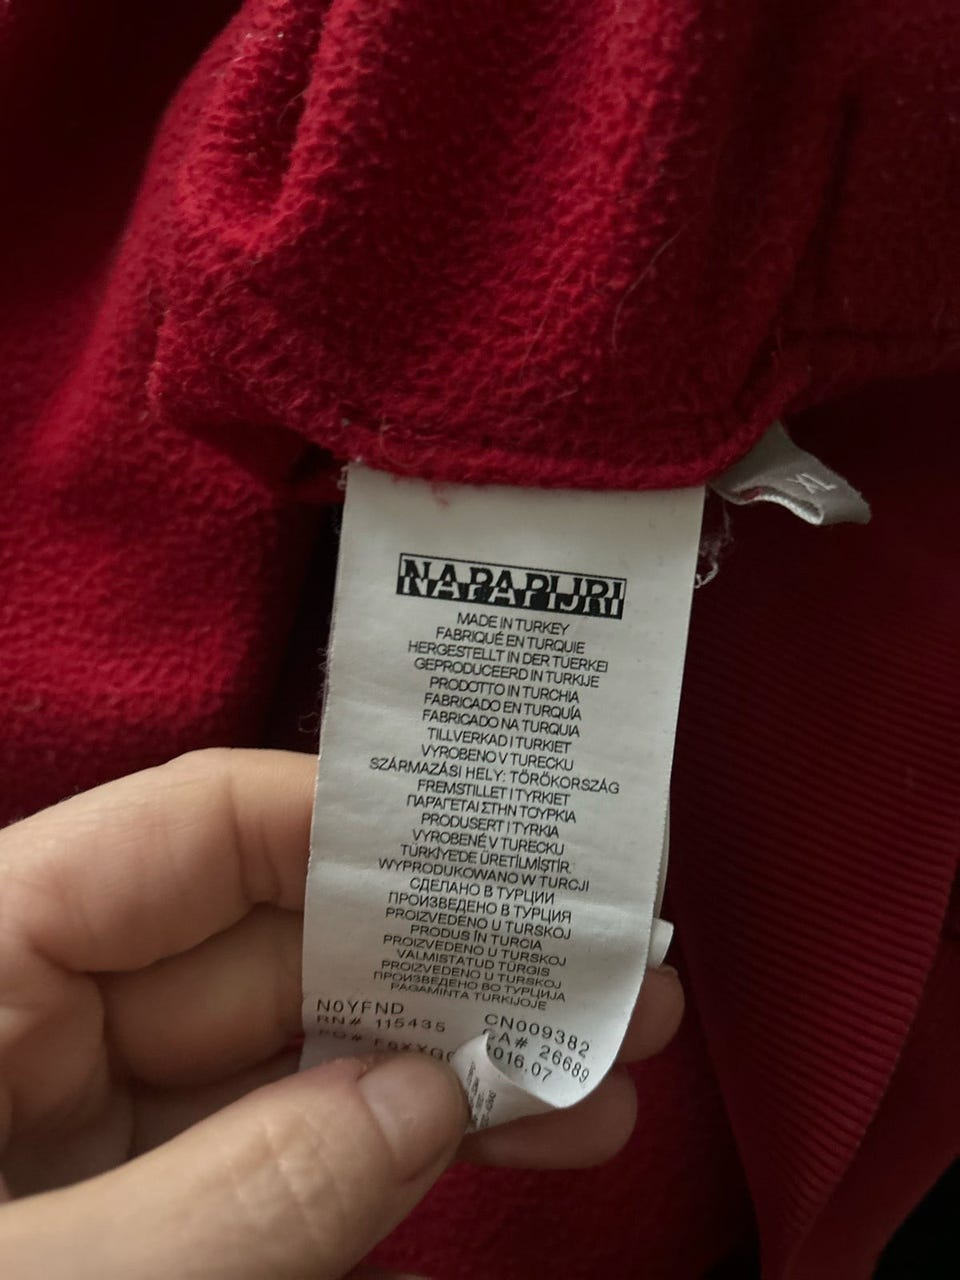 XL
NAPAPIJRI
MADE IN TURKEY
FABRIQUÉ EN TURQUIE
HERGESTELLT IN DER TUERKEI
GEPRODUCEERD IN TURKIJE
PRODOTTO IN TURCHIA
FABRICADO EN TURQUÍA
FABRICADO NA TURQUIA
TILLVERKAD I TURKIET
VYROBENO V TURECKU
SZÁRMAZÁSI HELY: TÖRÖKORSZÁG
FREMSTILLET I TYRKIET
ΠΑΡΑΓΕΤΑΙ ΣΤΗΝ ΤΟΥΡΚΙΑ
PRODUSERT I TYRKIA
VYROBENÉ V TURECKU
TÜRKİYE'DE ÜRETİLMİŞTİR.
WYPRODUKOWANO W TURCJI
СДЕЛАНО В ТУРЦИИ
ПРОИЗВЕДЕНО В ТУРЦИЯ
PROIZVEDENO U TURSKOJ
PRODUS ÎN TURCIA
PROIZVEDENO U TURSKOJ
VALMISTATUD TÜRGIS
PROIZVEDENO U TURSKOJ
ПРОИЗВЕДЕНО ВО ТУРЦИЈА
PAGAMINTA TURKIJOJE
N0YFND CN009382
RN# 115435 CA# 26689
PO# 2016.07